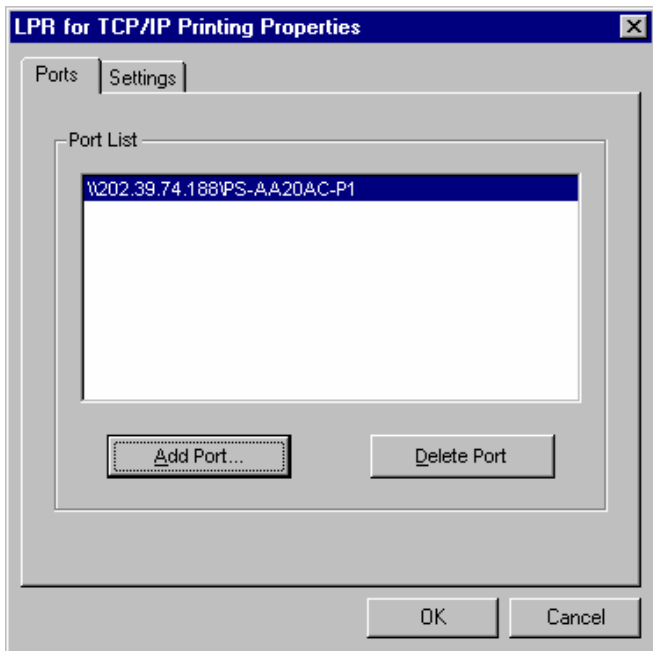 LPR for TCP/IP Printing Properties
Ports
Settings
Port List
\\202.39.74.188\PS-AA20AC-P1
Add Port...
Delete Port
OK
Cancel